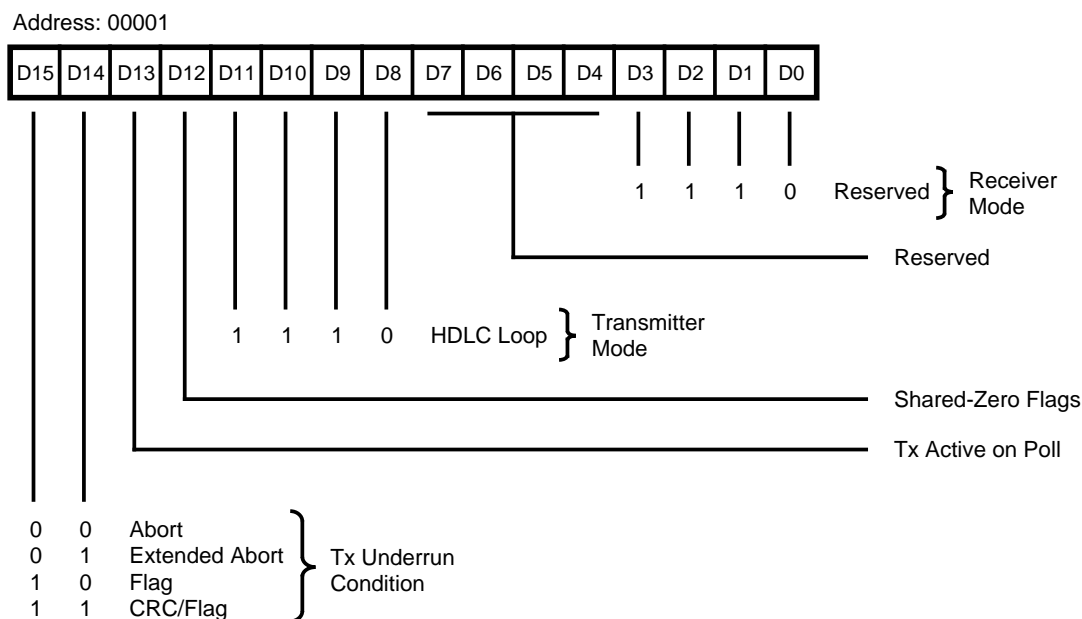 Address: 00001
D15 D14 D13 D12 D11 D10 D9 D8 D7 D6 D5 D4 D3 D2 D1 D0
1 1 1 0 Reserved Receiver
Mode
Reserved
1 1 1 0 HDLC Loop Transmitter
Mode
Shared-Zero Flags
Tx Active on Poll
0 0 Abort
0 1 Extended Abort
Tx Underrun
Condition
1 0 Flag
1 1 CRC/Flag